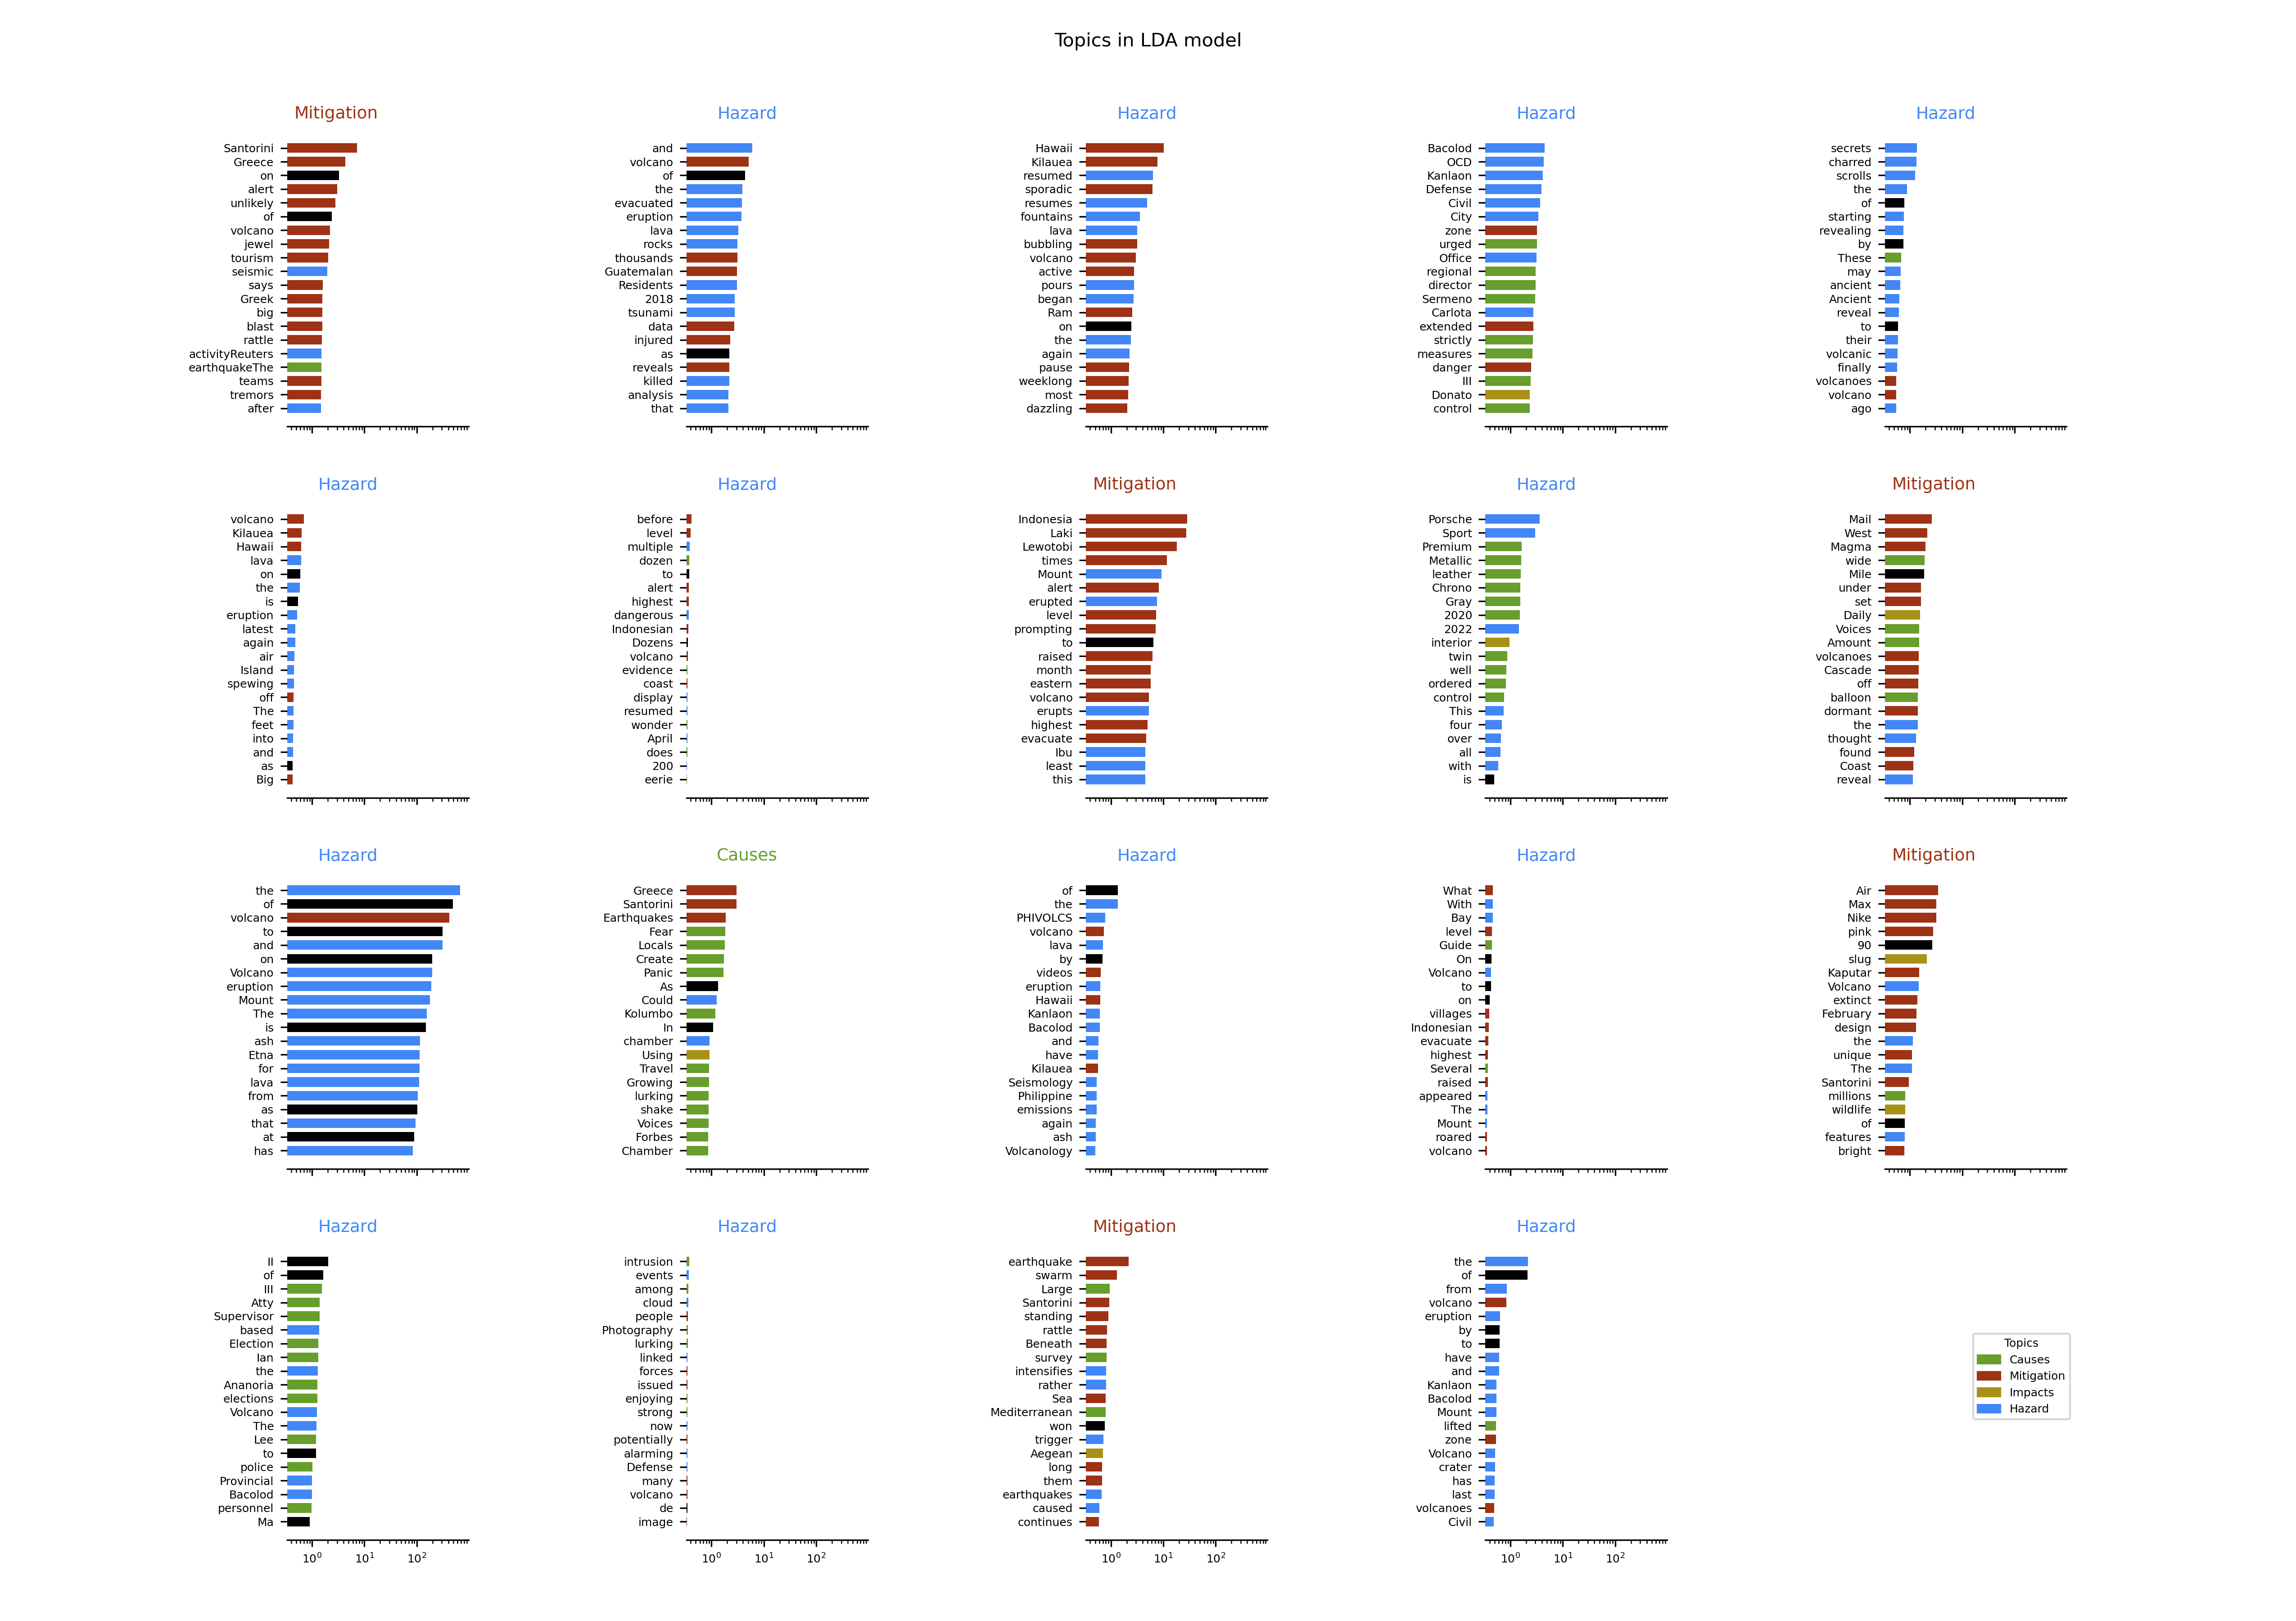 Topics in LDA model
Mitigation
Santorini
Greece
on
alert
unlikely
of
volcano
jewel
tourism
seismic
says
Greek
big
blast
rattle
activityReuters
earthquakeThe
teams
tremors
after
Hazard
and
volcano
of
the
evacuated
eruption
lava
rocks
thousands
Guatemalan
Residents
2018
tsunami
data
injured
as
reveals
killed
analysis
that
Hazard
Hawaii
Kilauea
resumed
sporadic
resumes
fountains
lava
bubbling
volcano
active
pours
began
Ram
on
the
again
pause
weeklong
most
dazzling
Hazard
Bacolod
OCD
Kanlaon
Defense
Civil
City
zone
urged
Office
regional
director
Sermeno
Carlota
extended
strictly
measures
danger
III
Donato
control
Hazard
secrets
charred
scrolls
the
of
starting
revealing
by
These
may
ancient
Ancient
reveal
to
their
volcanic
finally
volcanoes
volcano
ago
Hazard
volcano
Kilauea
Hawaii
lava
on
the
is
eruption
latest
again
air
Island
spewing
off
The
feet
into
and
as
Big
Hazard
before
level
multiple
dozen
to
alert
highest
dangerous
Indonesian
Dozens
volcano
evidence
coast
display
resumed
wonder
April
does
200
eerie
Mitigation
Indonesia
Laki
Lewotobi
times
Mount
alert
erupted
level
prompting
to
raised
month
eastern
volcano
erupts
highest
evacuate
Ibu
least
this
Hazard
Porsche
Sport
Premium
Metallic
leather
Chrono
Gray
2020
2022
interior
twin
well
ordered
control
This
four
over
all
with
is
Mitigation
Mail
West
Magma
wide
Mile
under
set
Daily
Voices
Amount
volcanoes
Cascade
off
balloon
dormant
the
thought
found
Coast
reveal
Hazard
the
of
volcano
to
and
on
Volcano
eruption
Mount
The
is
ash
Etna
for
lava
from
as
that
at
has
Causes
Greece
Santorini
Earthquakes
Fear
Locals
Create
Panic
As
Could
Kolumbo
In
chamber
Using
Travel
Growing
lurking
shake
Voices
Forbes
Chamber
Hazard
of
the
PHIVOLCS
volcano
lava
by
videos
eruption
Hawaii
Kanlaon
Bacolod
and
have
Kilauea
Seismology
Philippine
emissions
again
ash
Volcanology
Hazard
What
With
Bay
level
Guide
On
Volcano
to
on
villages
Indonesian
evacuate
highest
Several
raised
appeared
The
Mount
roared
volcano
Mitigation
Air
Max
Nike
pink
90
slug
Kaputar
Volcano
extinct
February
design
the
unique
The
Santorini
millions
wildlife
of
features
bright
Hazard
II
of
III
Atty
Supervisor
based
Election
Ian
the
Ananoria
elections
Volcano
The
Lee
to
police
Provincial
Bacolod
personnel
Ma
10⁰ 10¹ 10²
Hazard
intrusion
events
among
cloud
people
Photography
lurking
linked
forces
issued
enjoying
strong
now
potentially
alarming
Defense
many
volcano
de
image
10⁰ 10¹ 10²
Mitigation
earthquake
swarm
Large
Santorini
standing
rattle
Beneath
survey
intensifies
rather
Sea
Mediterranean
won
trigger
Aegean
long
them
earthquakes
caused
continues
10⁰ 10¹ 10²
Hazard
the
of
from
volcano
eruption
by
to
have
and
Kanlaon
Bacolod
Mount
lifted
zone
Volcano
crater
has
last
volcanoes
Civil
10⁰ 10¹ 10²
Topics
Causes
Mitigation
Impacts
Hazard